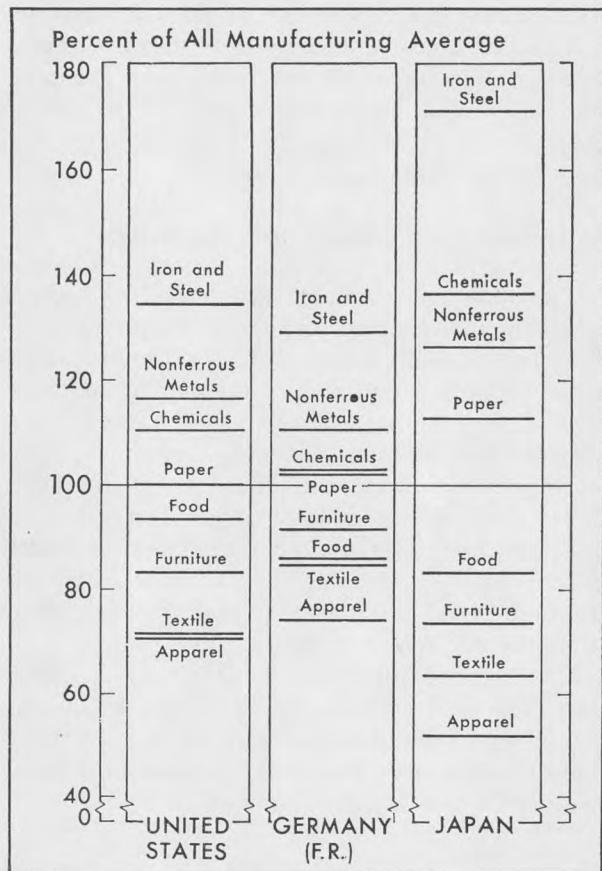 Percent of All Manufacturing Average
180
160
140
120
100
80
60
40
0
Iron and
Steel
Nonferrous
Metals
Chemicals
Paper
Food
Furniture
Textile
Apparel
UNITED
STATES
Iron and
Steel
Nonferrous
Metals
Chemicals
Paper
Furniture
Food
Textile
Apparel
GERMANY
(F.R.)
Iron and
Steel
Chemicals
Nonferrous
Metals
Paper
Food
Furniture
Textile
Apparel
JAPAN